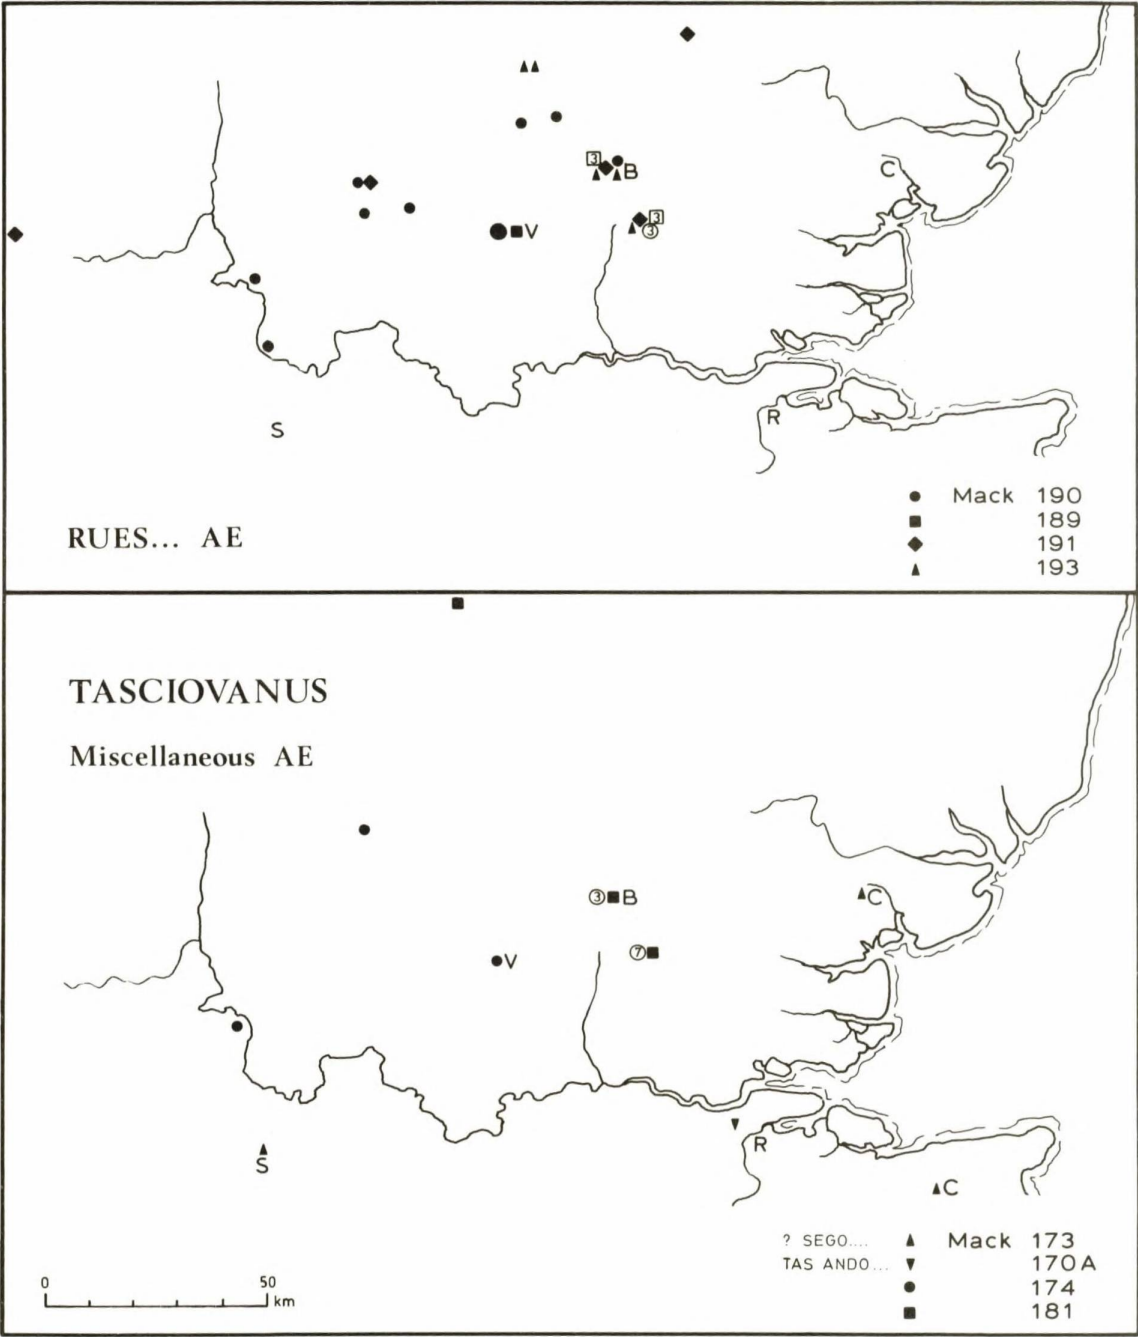 3
B
C
V
3
3
S
R
Mack 190
189
191
193
RUES... AE
TASCIOVANUS
Miscellaneous AE
3 B
C
7
V
R
S
C
? SEGO.... Mack 173
TAS ANDO... 170A
174
181
0 50
km